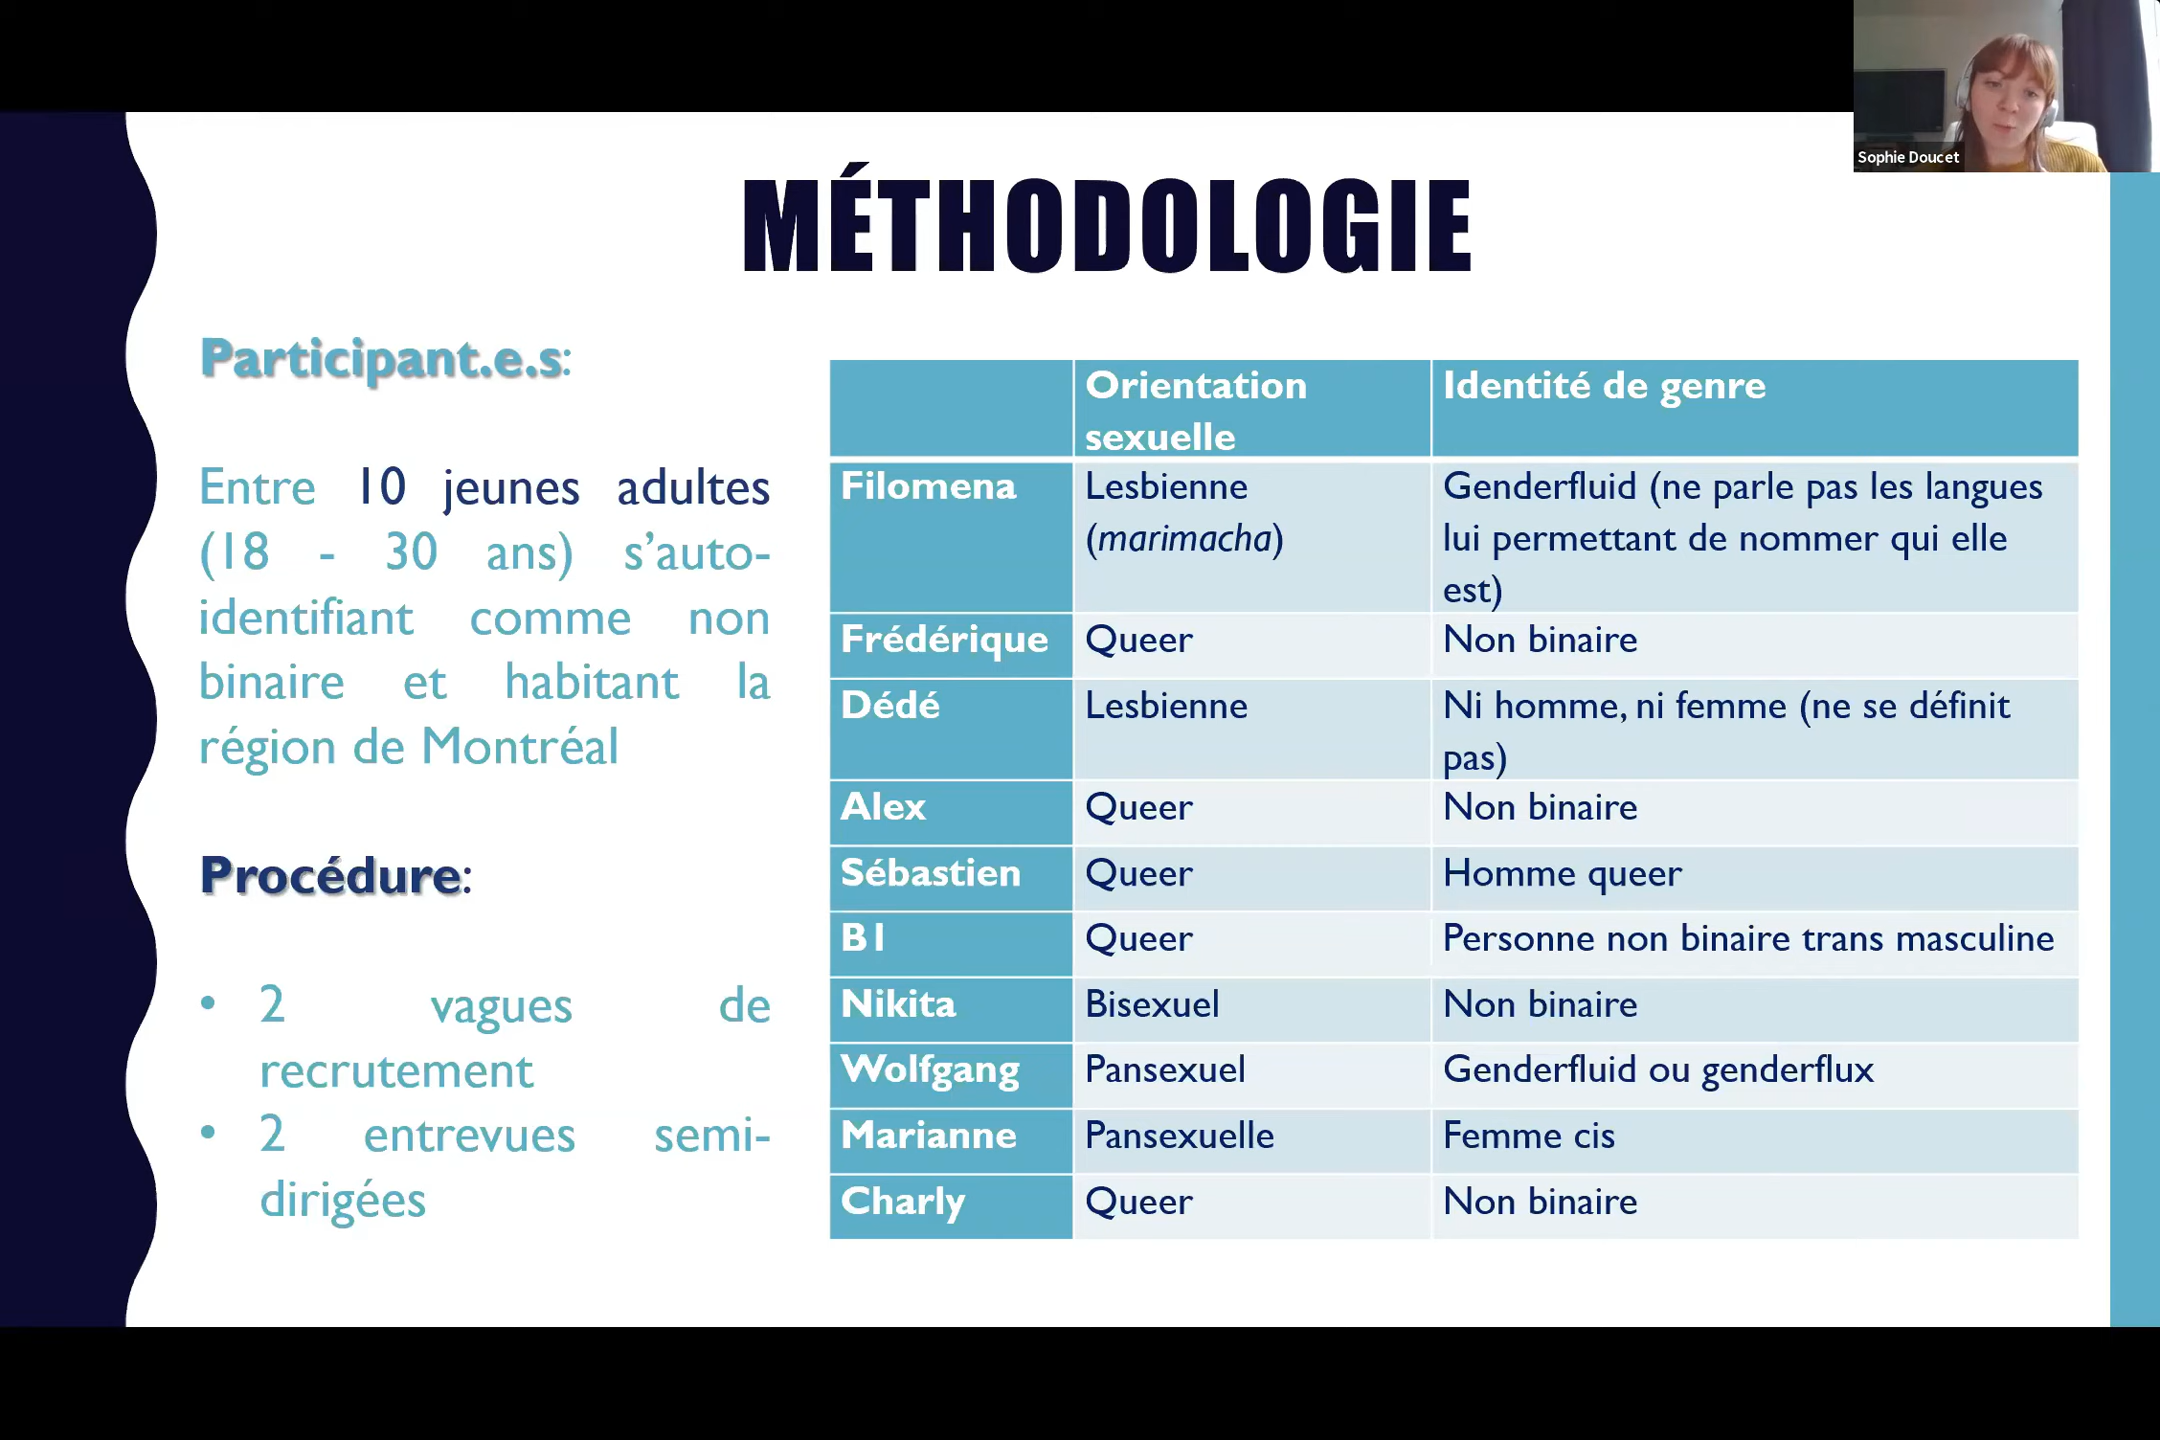 Sophie Doucet
MÉTHODOLOGIE
Participant.e.s:
Entre 10 jeunes adultes
(18 - 30 ans) s'auto-
identifiant comme non
binaire et habitant la
région de Montréal
Procédure:
• 2 vagues de
recrutement
• 2 entrevues semi-
dirigées
Orientation
sexuelle
Identité de genre
Filomena
Lesbienne
(marimacha)
Genderfluid (ne parle pas les langues
lui permettant de nommer qui elle
est)
Frédérique
Queer
Non binaire
Dédé
Lesbienne
Ni homme, ni femme (ne se définit
pas)
Alex
Queer
Non binaire
Sébastien
Queer
Homme queer
B1
Queer
Personne non binaire trans masculine
Nikita
Bisexuel
Non binaire
Wolfgang
Pansexuel
Genderfluid ou genderflux
Marianne
Pansexuelle
Femme cis
Charly
Queer
Non binaire